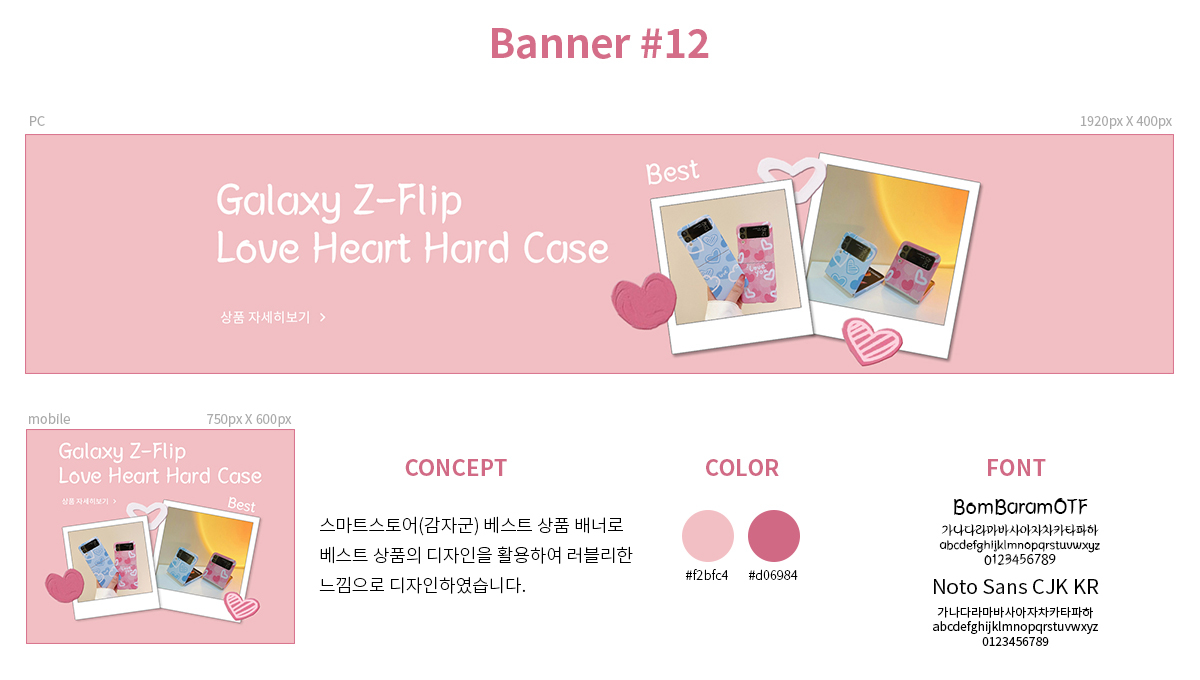 Banner #12
PC
1920px X 400px
Galaxy Z-Flip
Love Heart Hard Case
상품 자세히보기 >
Best
mobile
750px X 600px
Galaxy Z-Flip
Love Heart Hard Case
상품 자세히보기 >
Best
CONCEPT
스마트스토어(감자군) 베스트 상품 배너로
베스트 상품의 디자인을 활용하여 러블리한
느낌으로 디자인하였습니다.
COLOR
#f2bfc4
#d06984
FONT
BomBaramOTF
가나다라마바사아자차카타파하
abcdefghijklmnopqrstuvwxyz
0123456789
Noto Sans CJK KR
가나다라마바사아자차카타파하
abcdefghijklmnopqrstuvwxyz
0123456789